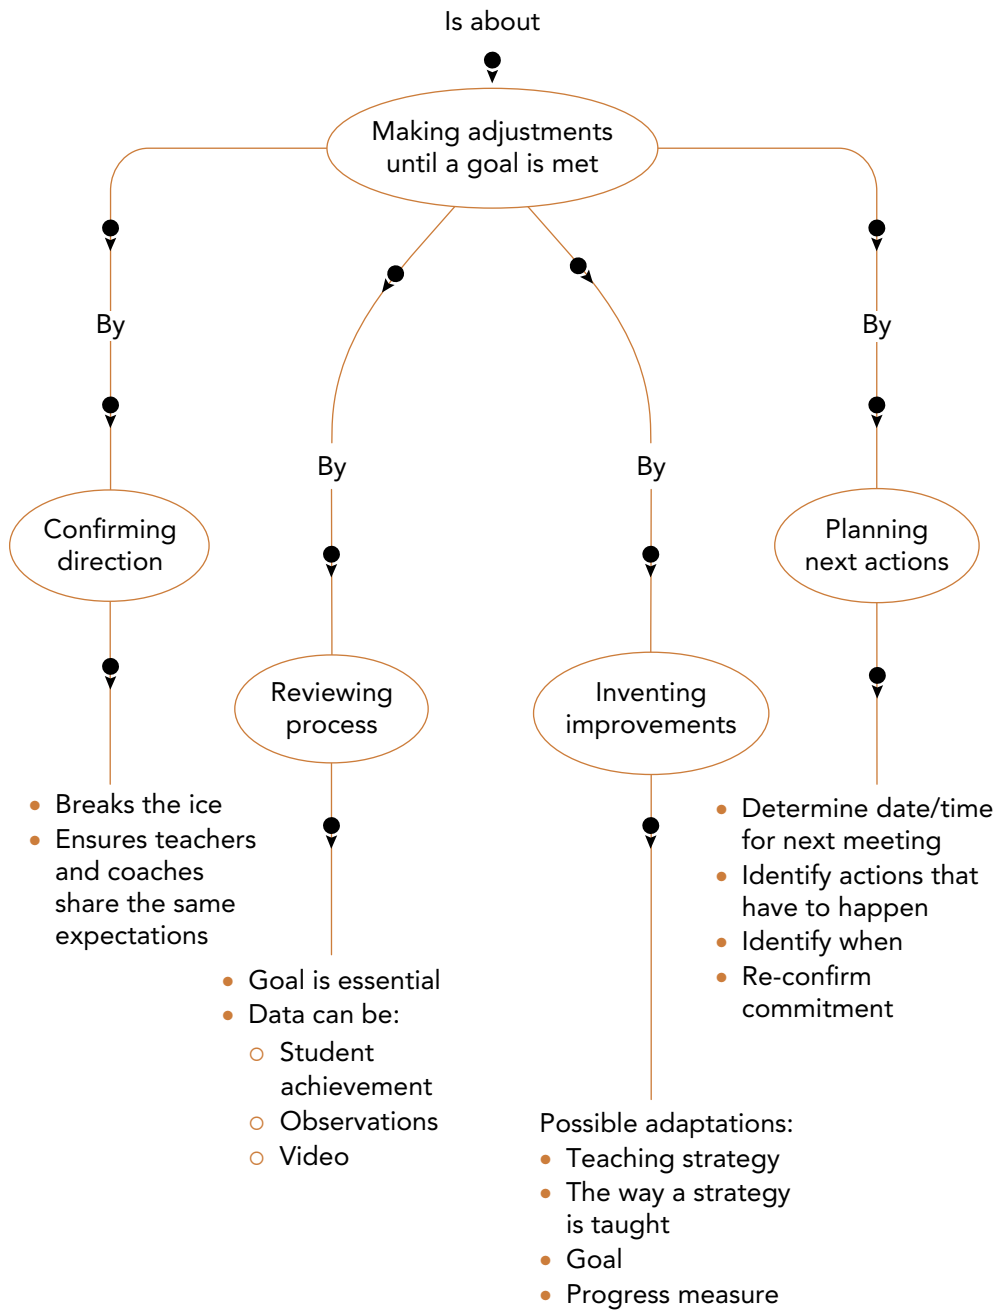 Is about
Making adjustments
until a goal is met
By
By
By
By
Confirming
direction
Planning
next actions
Reviewing
process
Inventing
improvements
Breaks the ice
Ensures teachers
and coaches
share the same
expectations
Goal is essential
Data can be:
Student
achievement
Observations
Video
Possible adaptations:
Teaching strategy
The way a strategy
is taught
Goal
Progress measure
Determine date/time
for next meeting
Identify actions that
have to happen
Identify when
Re-confirm
commitment